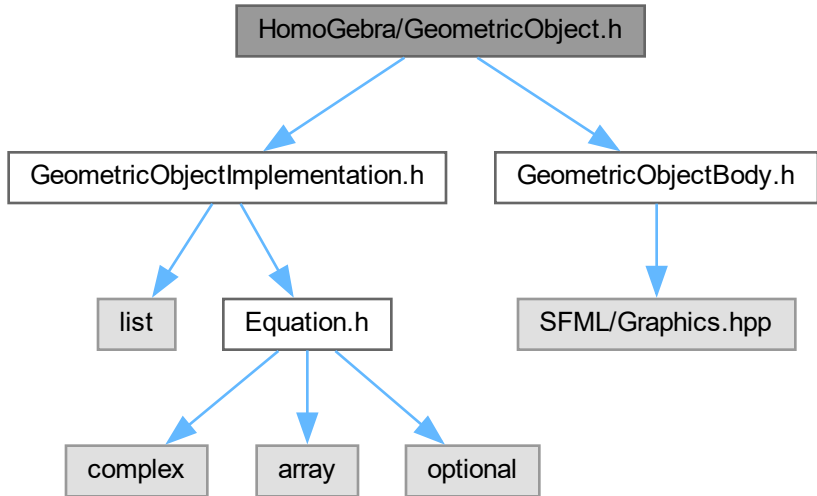 HomoGebra/GeometricObject.h
GeometricObjectImplementation.h
GeometricObjectBody.h
list
Equation.h
SFML/Graphics.hpp
complex
array
optional